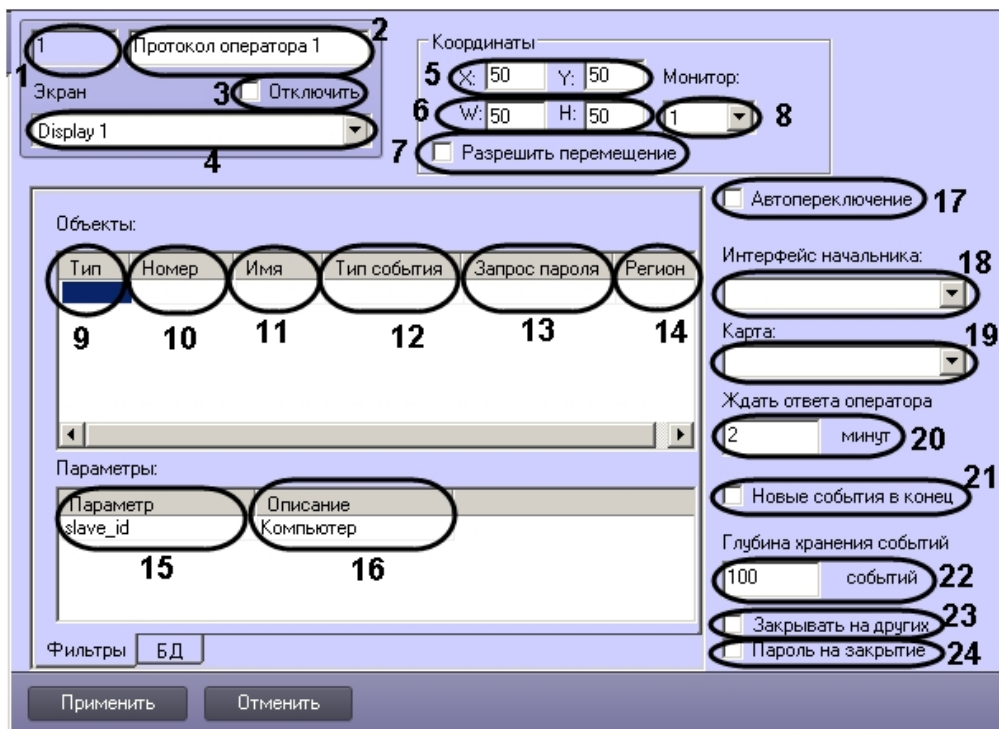 1 Протокол оператора 1 2
1
Экран 3 Отключить
Display 1
4
Координаты
5 X: 50 Y: 50 Монитор:
6 W: 50 H: 50 1 8
7 Разрешить перемещение
Объекты:
Тип Номер Имя Тип события Запрос пароля Регион
9 10 11 12 13 14
Параметры:
Параметр Описание
slave_id Компьютер
15 16
Фильтры БД
Автопереключение 17
Интерфейс начальника: 18
Карта: 19
Ждать ответа оператора
2 минут 20
21
Новые события в конец
Глубина хранения событий
100 событий 22
Закрывать на других 23
Пароль на закрытие 24
Применить Отменить